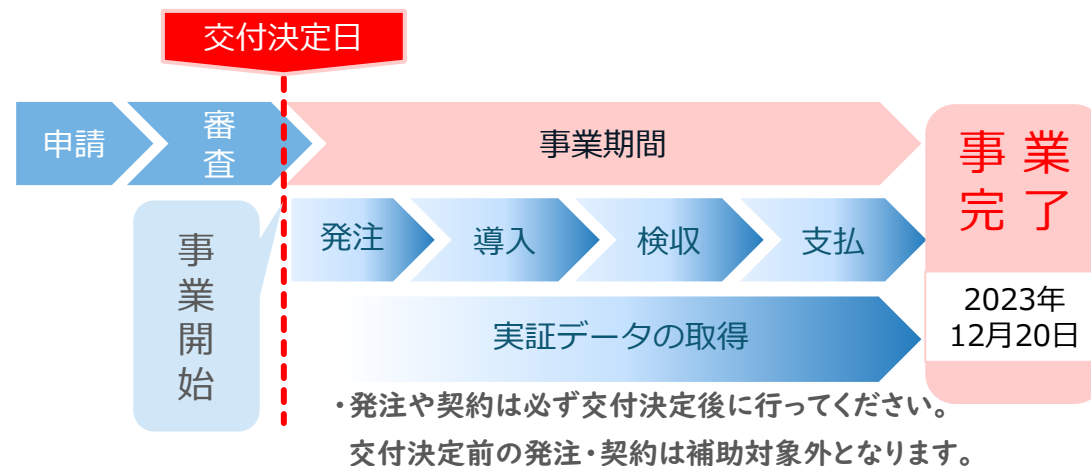 交付決定日
申請
審
査
事業期間
事業
完了
2023年
12月20日
事
業
開
始
発注
導入
検収
支払
実証データの取得
・発注や契約は必ず交付決定後に行ってください。
交付決定前の発注・契約は補助対象外となります。